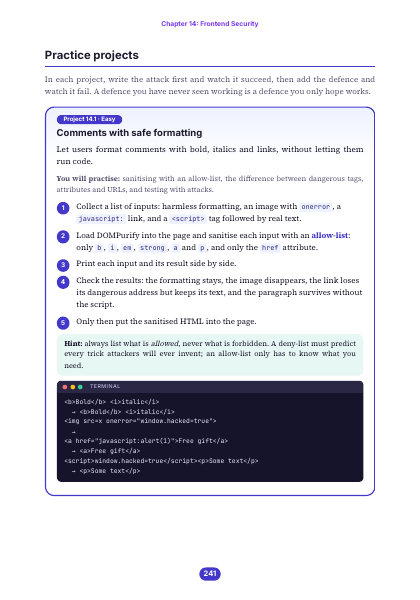 Chapter 14: Frontend Security
Practice projects
In each project, write the attack first and watch it succeed, then add the defence and
watch it fail. A defence you have never seen working is a defence you only hope works.
Project 14.1 · Easy
Comments with safe formatting
Let users format comments with bold, italics and links, without letting them
run code.
You will practise: sanitising with an allow-list, the difference between dangerous tags,
attributes and URLs, and testing with attacks.
1 Collect a list of inputs: harmless formatting, an image with onerror, a
javascript: link, and a <script> tag followed by real text.
2 Load DOMPurify into the page and sanitise each input with an allow-list:
only b, i, em, strong, a and p, and only the href attribute.
3 Print each input and its result side by side.
4 Check the results: the formatting stays, the image disappears, the link loses
its dangerous address but keeps its text, and the paragraph survives without
the script.
5 Only then put the sanitised HTML into the page.
Hint: always list what is allowed, never what is forbidden. A deny-list must predict
every trick attackers will ever invent; an allow-list only has to know what you
need.
TERMINAL
<b>Bold</b> <i>italic</i>
→ <b>Bold</b> <i>italic</i>
<img src=x onerror="window.hacked=true">
→
<a href="javascript:alert(1)">Free gift</a>
→ <a>Free gift</a>
<script>window.hacked=true</script><p>Some text</p>
→ <p>Some text</p>
241